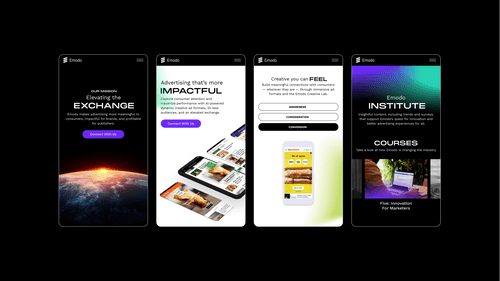 Emodo
OUR MISSION
Elevating the
EXCHANGE
Emodo makes advertising more meaningful to
consumers, impactful for brands, and profitable
for publishers.
Connect With Us
Emodo
Advertising that's more
IMPACTFUL
Capture consumer attention and
maximize performance with AI-powered
dynamic creative ad formats, ID-less
audiences, and an elevated exchange.
Connect With Us
Emodo
Creative you can FEEL
Build meaningful connections with consumers
— wherever they are — through immersive ad
formats and the Emodo Creative Lab.
AWARENESS
CONSIDERATION
CONVERSION
Emodo
Emodo
INSTITUTE
Insightful content, including trends and surveys
that support Emodo's quest for innovation and
better advertising experiences for all.
COURSES
Take a look at how Emodo is changing the industry.
Five: Innovation
For Marketers